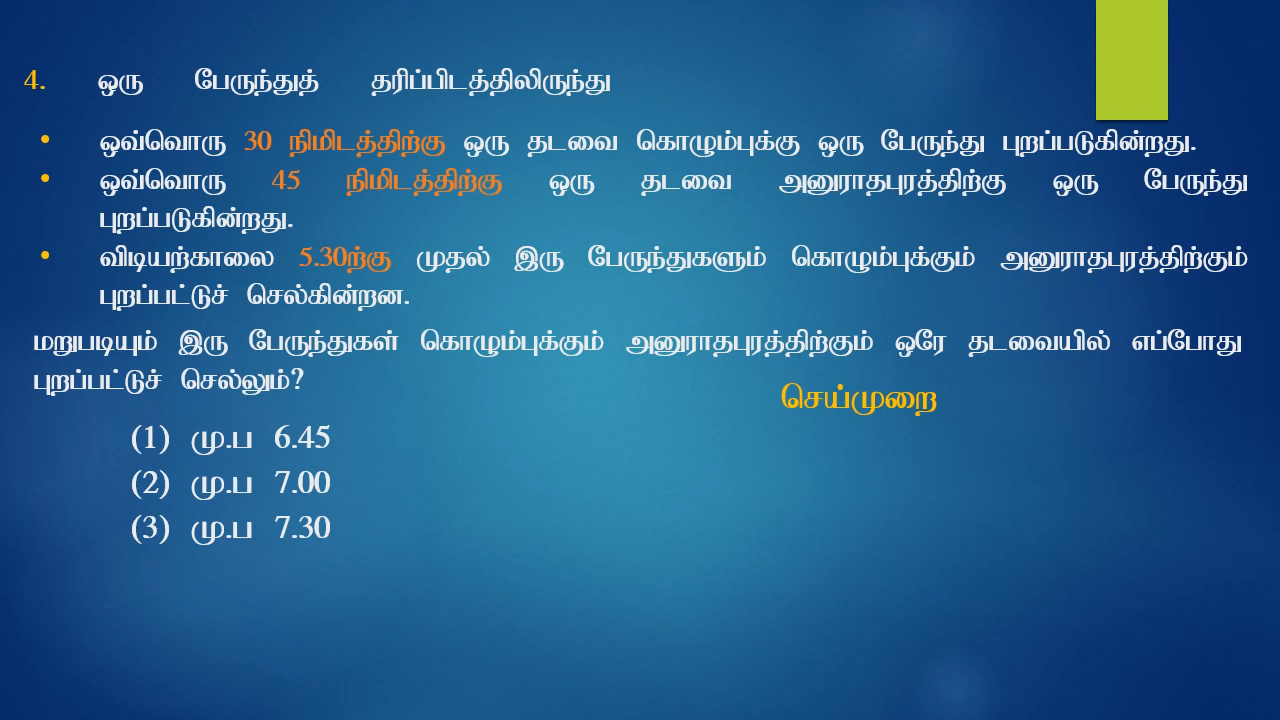 4. ஒரு பேருந்துத் தரிப்பிடத்திலிருந்து
• ஒவ்வொரு 30 நிமிடத்திற்கு ஒரு தடவை கொழும்புக்கு ஒரு பேருந்து புறப்படுகின்றது.
• ஒவ்வொரு 45 நிமிடத்திற்கு ஒரு தடவை அனுராதபுரத்திற்கு ஒரு பேருந்து
புறப்படுகின்றது.
• விடியற்காலை 5.30ற்கு முதல் இரு பேருந்துகளும் கொழும்புக்கும் அனுராதபுரத்திற்கும்
புறப்பட்டுச் செல்கின்றன.
மறுபடியும் இரு பேருந்துகள் கொழும்புக்கும் அனுராதபுரத்திற்கும் ஒரே தடவையில் எப்போது
புறப்பட்டுச் செல்லும்?
செய்முறை
(1) மு.ப 6.45
(2) மு.ப 7.00
(3) மு.ப 7.30